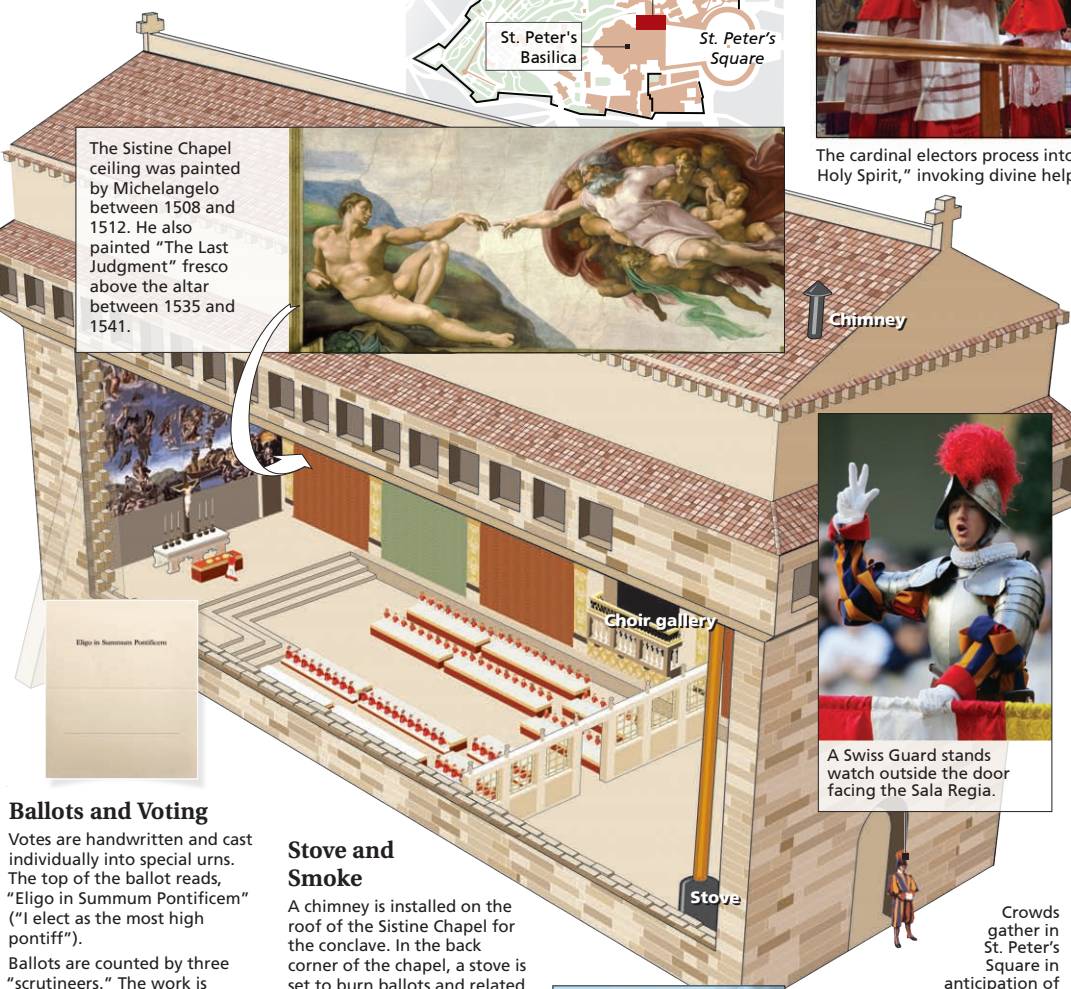 St. Peter's
Basilica
St. Peter's
Square
The Sistine Chapel
ceiling was painted
by Michelangelo
between 1508 and
1512. He also
painted “The Last
Judgment” fresco
above the altar
between 1535 and
1541.
The cardinal electors process into
Holy Spirit,” invoking divine help
Chimney
Choir gallery
Eligo in Summum Pontificem
A Swiss Guard stands
watch outside the door
facing the Sala Regia.
Stove
Ballots and Voting
Votes are handwritten and cast
individually into special urns.
The top of the ballot reads,
“Eligo in Summum Pontificem”
(“I elect as the most high
pontiff”).
Ballots are counted by three
“scrutineers.” The work is
Stove and
Smoke
A chimney is installed on the
roof of the Sistine Chapel for
the conclave. In the back
corner of the chapel, a stove is
set to burn ballots and related
Crowds
gather in
St. Peter's
Square in
anticipation of